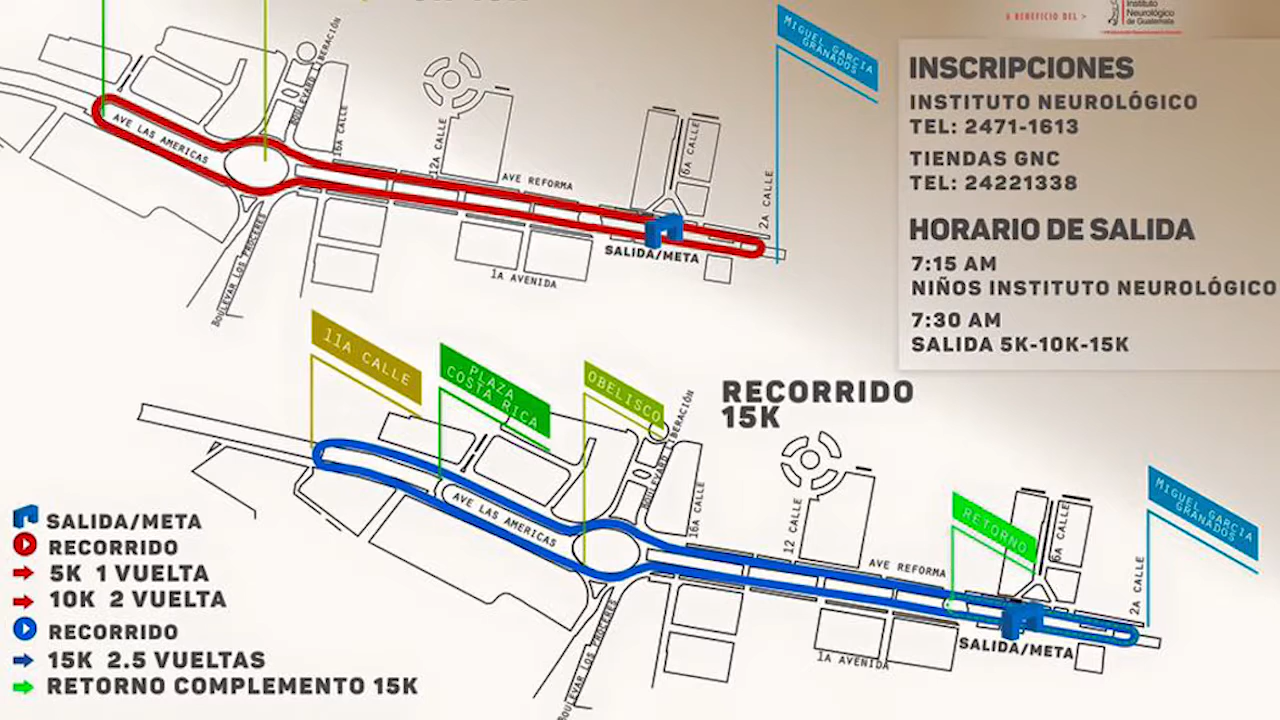 A BENEFICIO DEL >
Instituto
Neurológico
de Guatemala
MIGUEL GARCIA
GRANADOS
INSCRIPCIONES
INSTITUTO NEUROLÓGICO
TEL: 2471-1613
TIENDAS GNC
TEL: 24221338
HORARIO DE SALIDA
7:15 AM
NIÑOS INSTITUTO NEUROLÓGICO
7:30 AM
SALIDA 5K-10K-15K
BOULEVARD LIBERACIÓN
16A CALLE
12A CALLE
6A CALLE
2A CALLE
AVE LAS AMERICAS
AVE REFORMA
SALIDA/META
1A AVENIDA
BOULEVAR LOS PROCERES
11A CALLE
PLAZA
COSTA RICA
OBELISCO
RECORRIDO
15K
BOULEVARD LIBERACIÓN
16A CALLE
12 CALLE
RETORNO
6A CALLE
MIGUEL GARCIA
GRANADOS
2A CALLE
AVE LAS AMERICAS
AVE REFORMA
SALIDA/META
1A AVENIDA
BOULEVAR LOS PROCERES
SALIDA/META
RECORRIDO
5K 1 VUELTA
10K 2 VUELTA
RECORRIDO
15K 2.5 VUELTAS
RETORNO COMPLEMENTO 15K